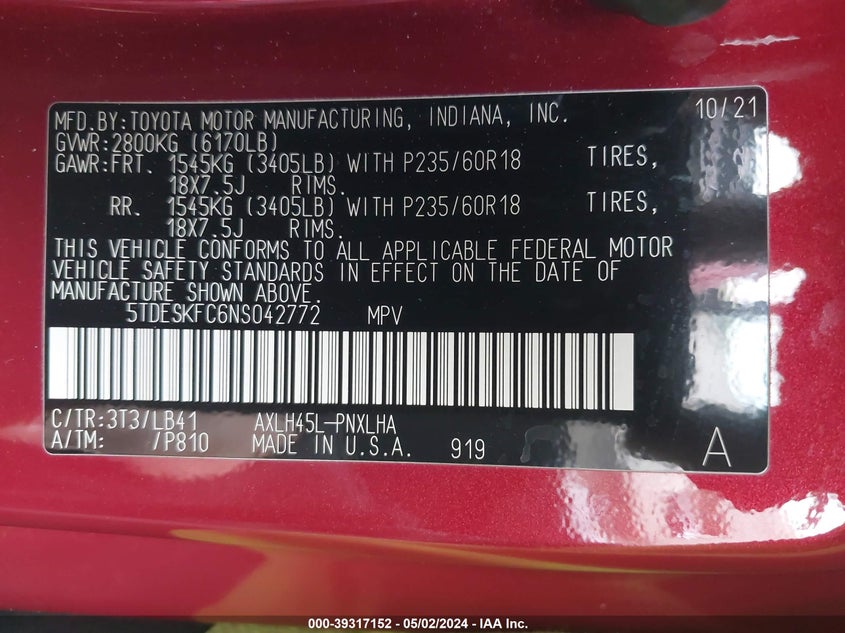 MFD.BY:TOYOTA MOTOR MANUFACTURING, INDIANA, INC. 10/21
GVWR:2800KG (6170LB)
GAWR:FRT. 1545KG (3405LB) WITH P235/60R18 TIRES,
18X7.5J RIMS.
RR. 1545KG (3405LB) WITH P235/60R18 TIRES,
18X7.5J RIMS.
THIS VEHICLE CONFORMS TO ALL APPLICABLE FEDERAL MOTOR
VEHICLE SAFETY STANDARDS IN EFFECT ON THE DATE OF
MANUFACTURE SHOWN ABOVE.
5TDESKFC6NS042772 MPV
C/TR:3T3/LB41 AXLH45L-PNXLHA
A/TM: /P810 MADE IN U.S.A. 919 A
000-39317152 - 05/02/2024 - IAA Inc.